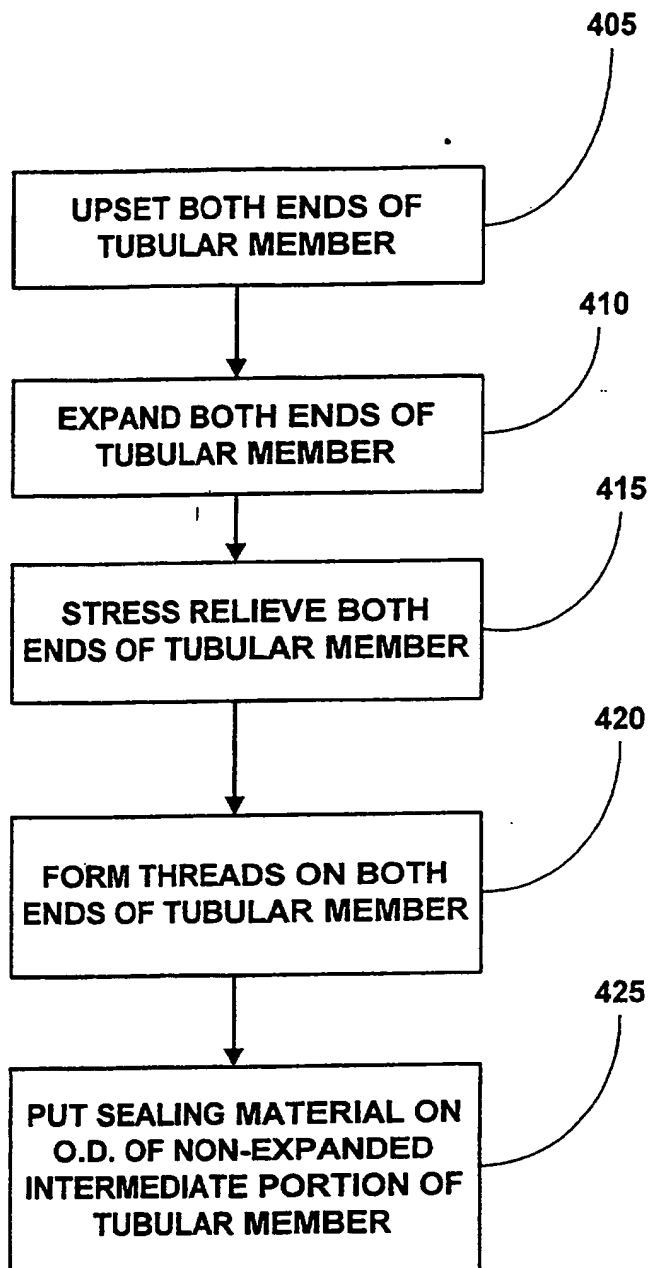 405
UPSET BOTH ENDS OF
TUBULAR MEMBER
410
EXPAND BOTH ENDS OF
TUBULAR MEMBER
415
STRESS RELIEVE BOTH
ENDS OF TUBULAR MEMBER
420
FORM THREADS ON BOTH
ENDS OF TUBULAR MEMBER
425
PUT SEALING MATERIAL ON
O.D. OF NON-EXPANDED
INTERMEDIATE PORTION OF
TUBULAR MEMBER